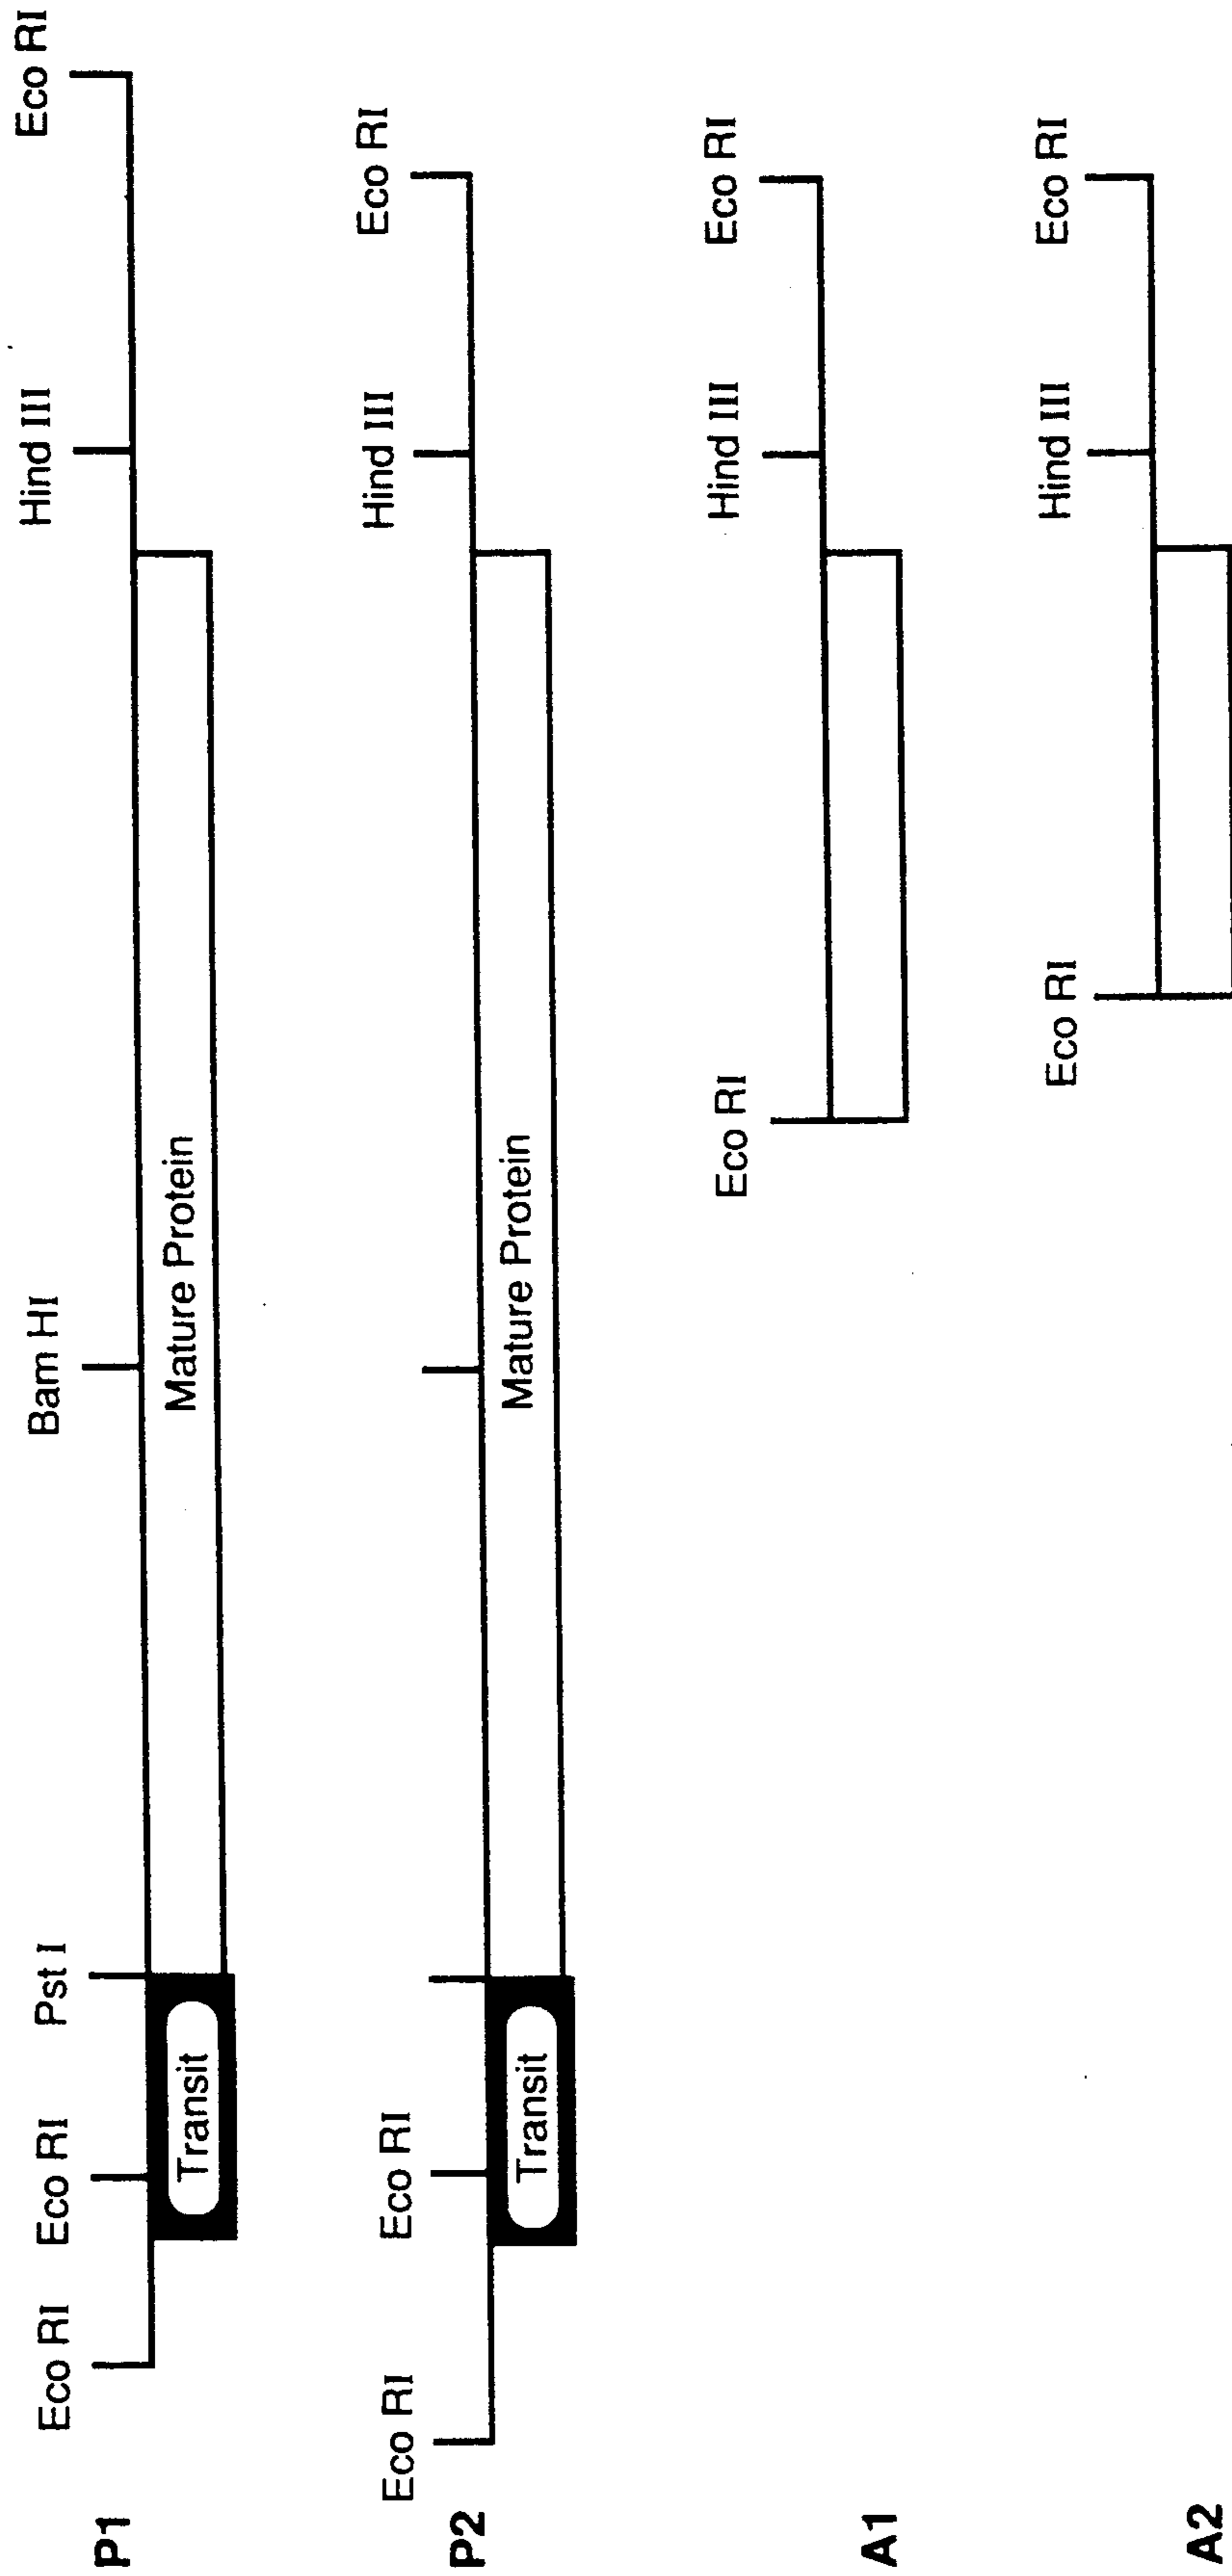 P1
Eco RI Eco RI Pst I Bam HI Hind III Eco RI
Transit Mature Protein
P2
Eco RI Eco RI Hind III Eco RI
Transit Mature Protein
A1
Eco RI Hind III Eco RI
A2
Eco RI Hind III Eco RI